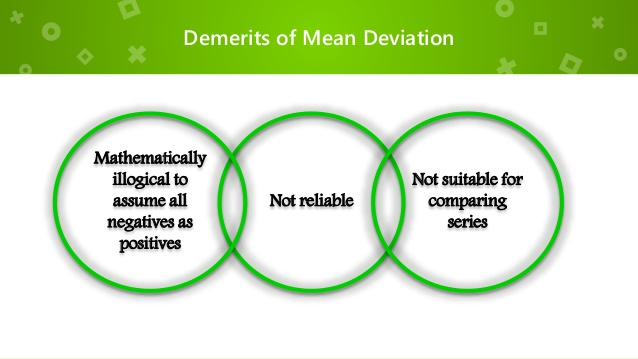 Demerits of Mean Deviation
Mathematically
illogical to
assume all
negatives as
positives
Not reliable
Not suitable for
comparing
series